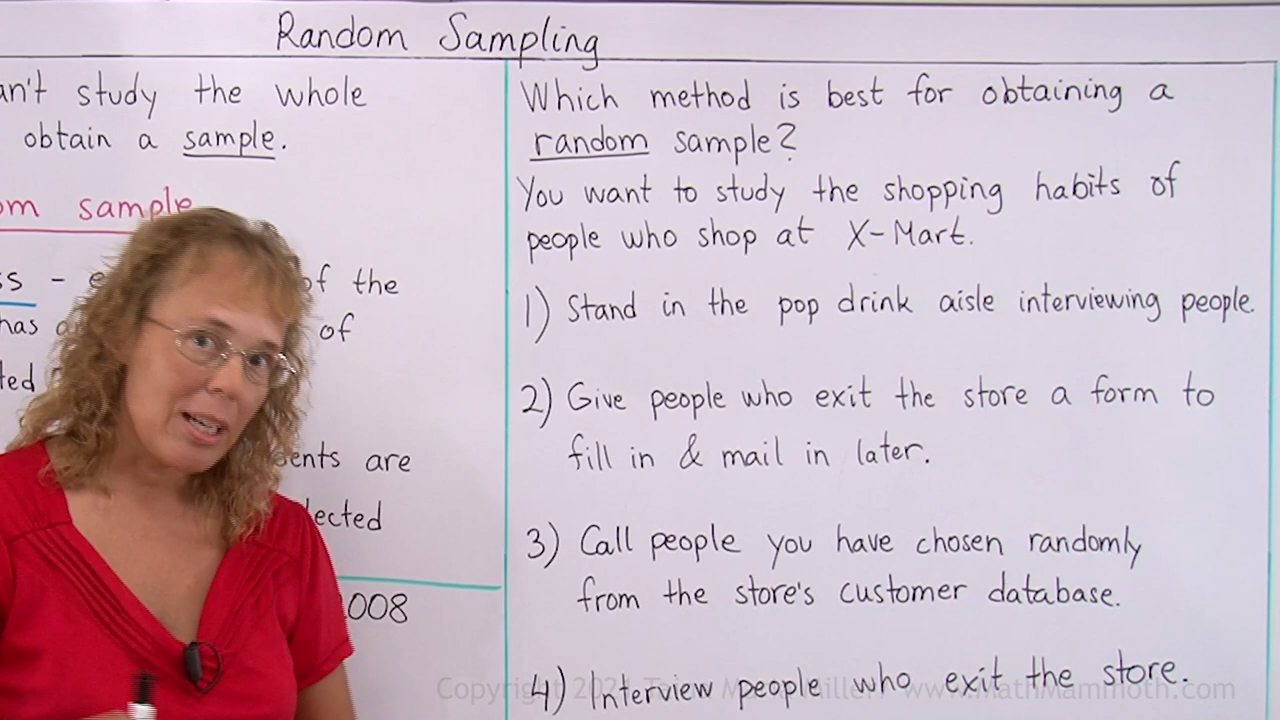 Random Sampling
an't study the whole
obtain a sample.
om sample
s - e of the
has a of
ted
ents are
lected
008
Which method is best for obtaining a
random sample?
You want to study the shopping habits of
people who shop at X-Mart.
1) Stand in the pop drink aisle interviewing people.
2) Give people who exit the store a form to
fill in & mail in later.
3) Call people you have chosen randomly
from the store's customer database.
4) Interview people who exit the store.
Copyright www.MathMammoth.com